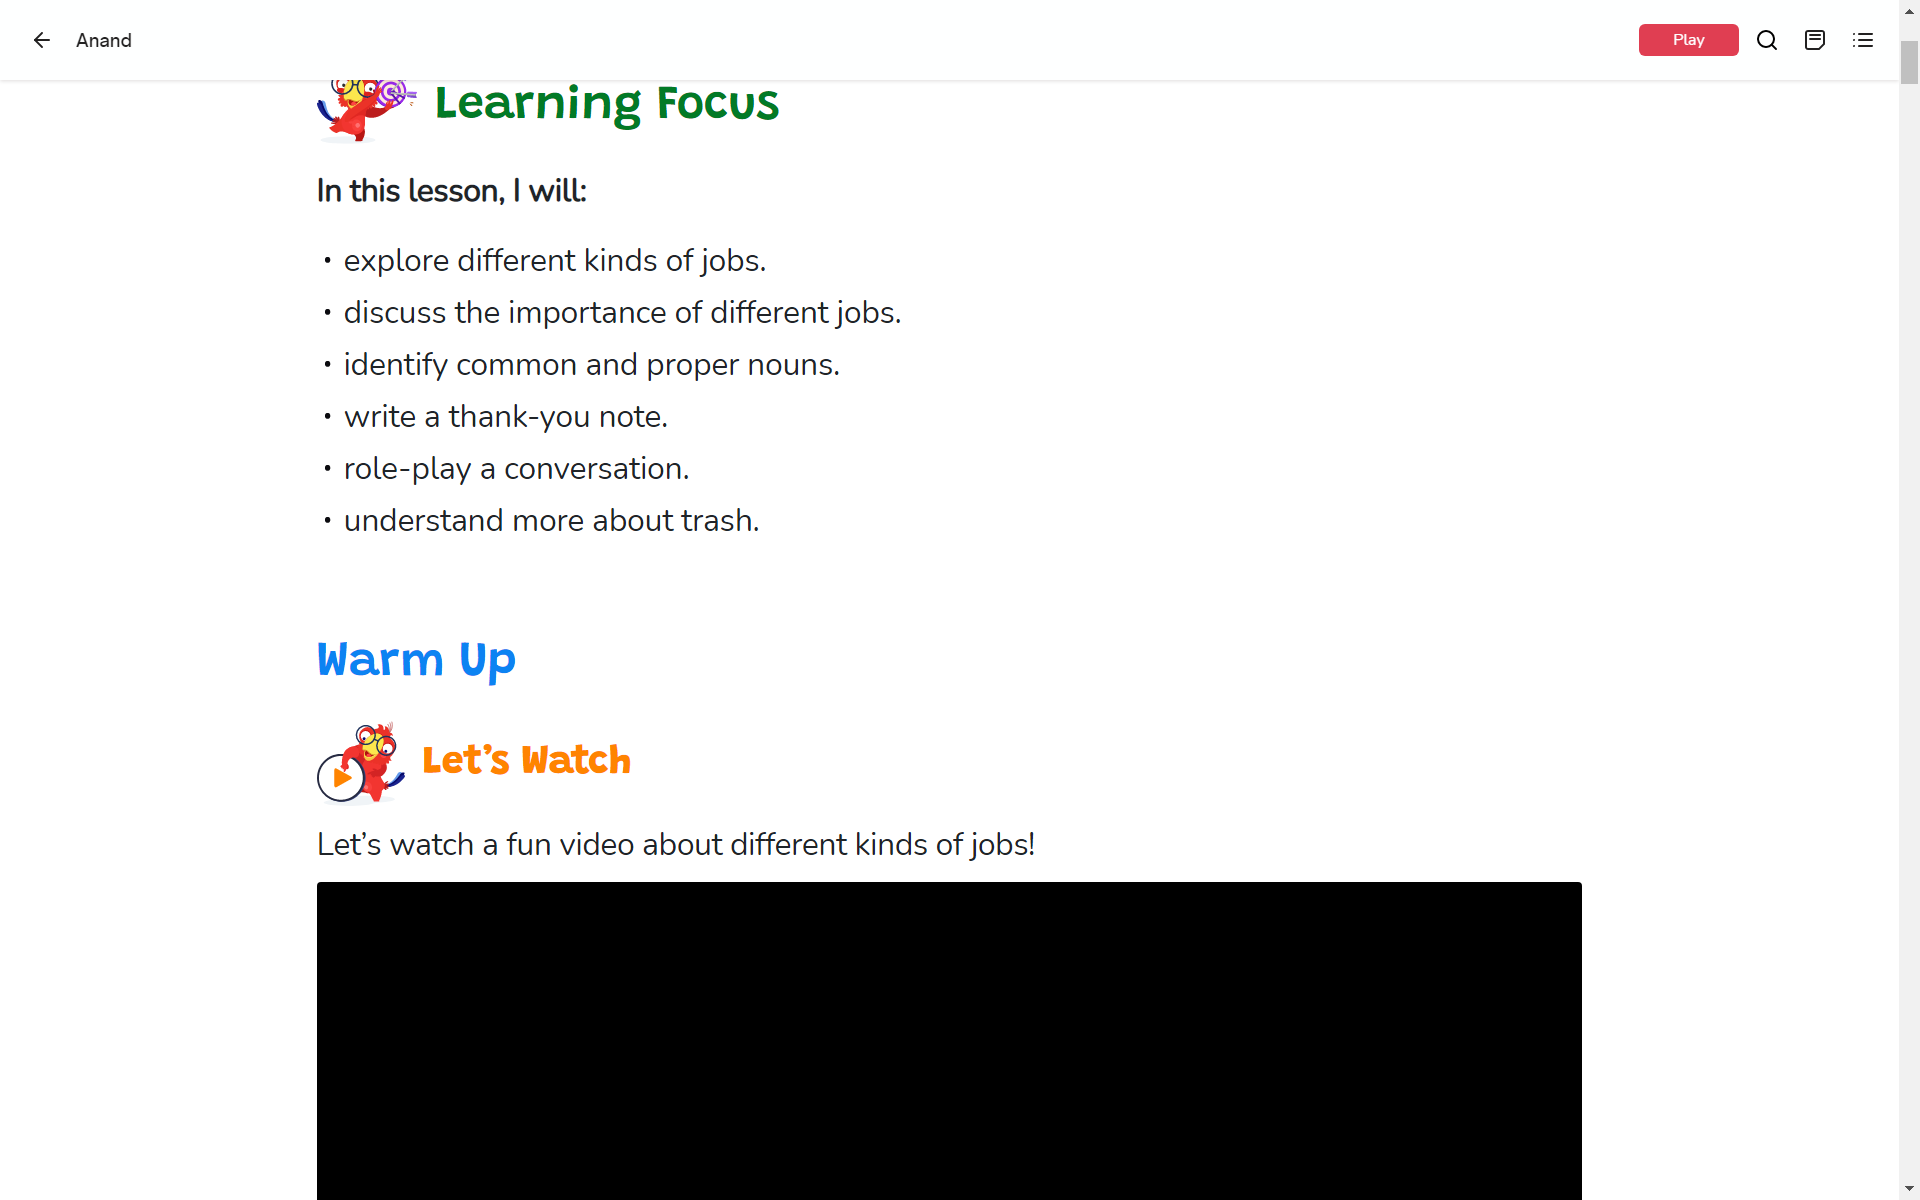 Anand
Play
Learning Focus
In this lesson, I will:
• explore different kinds of jobs.
• discuss the importance of different jobs.
• identify common and proper nouns.
• write a thank-you note.
• role-play a conversation.
• understand more about trash.
Warm Up
Let’s Watch
Let’s watch a fun video about different kinds of jobs!